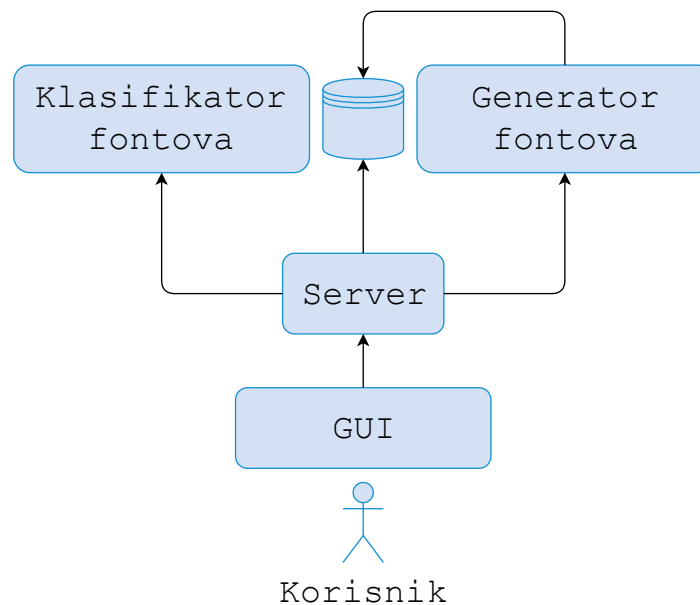 Klasifikator
fontova
Generator
fontova
Server
GUI
Korisnik